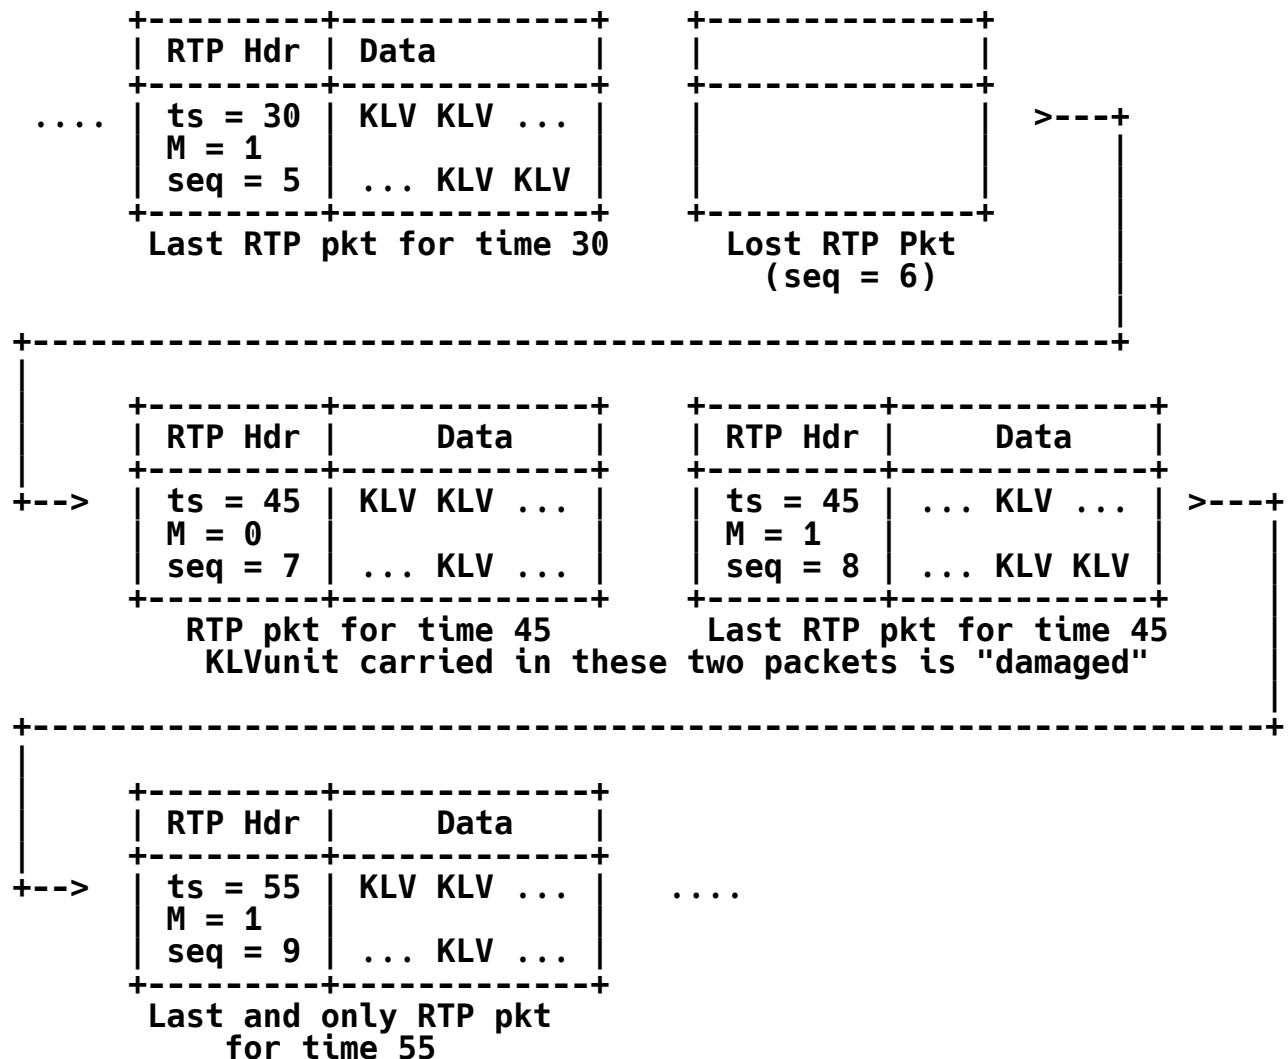 +---------+-------------+    +--------------+
| RTP Hdr | Data        |    |              |
+---------+-------------+    +--------------+
.... | ts = 30 | KLV KLV ... |    |              |  >---+
| M = 1   |             |    |              |      |
| seq = 5 | ... KLV KLV |    |              |      |
+---------+-------------+    +--------------+      |
Last RTP pkt for time 30      Lost RTP Pkt         |
(seq = 6)           |
|
+--------------------------------------------------------+
|
|     +---------+-------------+    +---------+-------------+
|     | RTP Hdr |     Data    |    | RTP Hdr |     Data    |
|     +---------+-------------+    +---------+-------------+
+-->  | ts = 45 | KLV KLV ... |    | ts = 45 | ... KLV ... | >---+
| M = 0   |             |    | M = 1   |             |     |
| seq = 7 | ... KLV ... |    | seq = 8 | ... KLV KLV |     |
+---------+-------------+    +---------+-------------+     |
RTP pkt for time 45        Last RTP pkt for time 45     |
KLVunit carried in these two packets is "damaged"      |
|
+----------------------------------------------------------------+
|
|     +---------+-------------+
|     | RTP Hdr |     Data    |
|     +---------+-------------+
+-->  | ts = 55 | KLV KLV ... |   ....
| M = 1   |             |
| seq = 9 | ... KLV ... |
+---------+-------------+
Last and only RTP pkt
for time 55